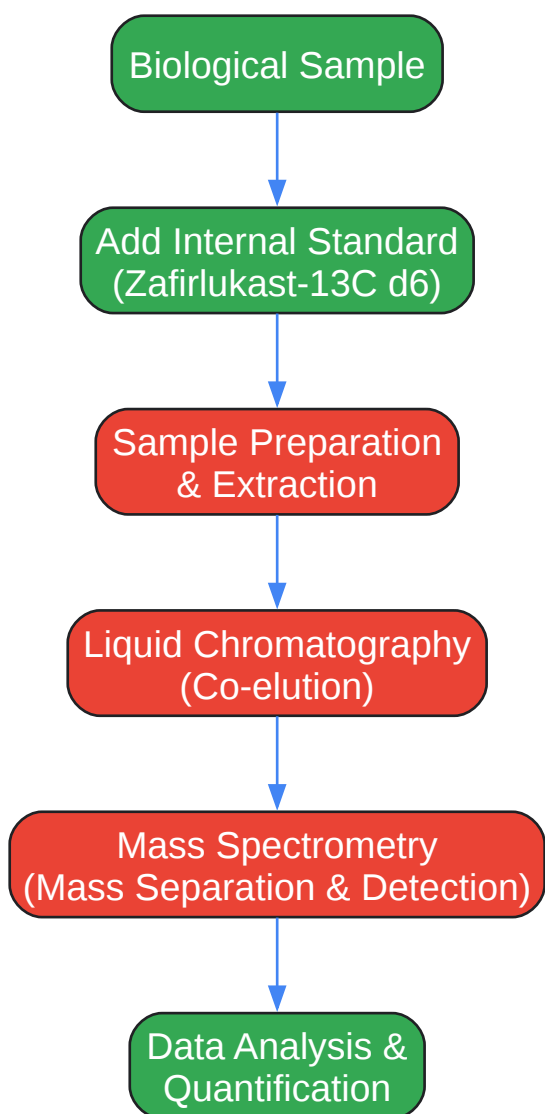 Biological Sample
Add Internal Standard
(Zafirlukast-13C d6)
Sample Preparation
& Extraction
Liquid Chromatography
(Co-elution)
Mass Spectrometry
(Mass Separation & Detection)
Data Analysis &
Quantification